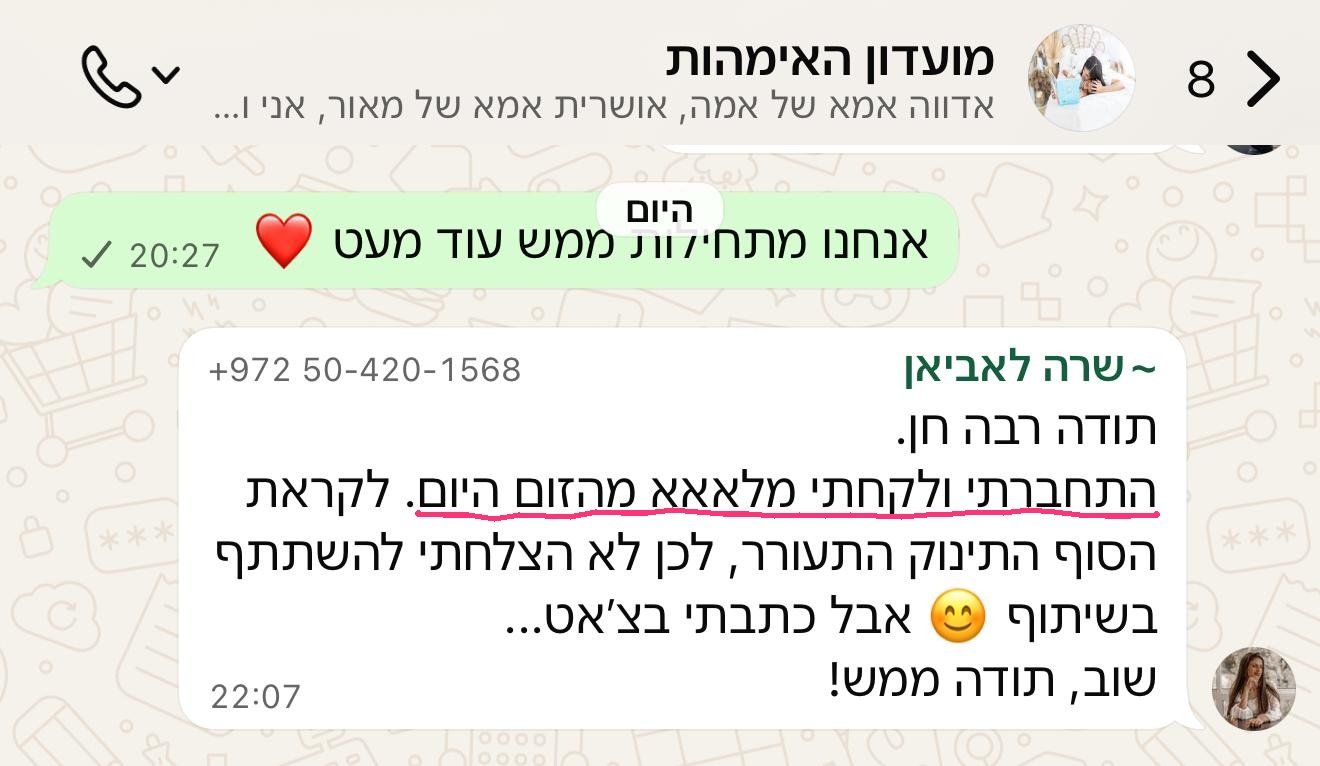 8
מועדון האימהות
אדווה אמא של אמה, אושרית אמא של מאור, אני ו...
היום
אנחנו מתחילות ממש עוד מעט ❤️
20:27
~שרה לאביאן
+972 50-420-1568
תודה רבה חן.
התחברתי ולקחתי מלאאא מהזום היום. לקראת
הסוף התינוק התעורר, לכן לא הצלחתי להשתתף
בשיתוף 😊 אבל כתבתי בצ'אט...
שוב, תודה ממש!
22:07